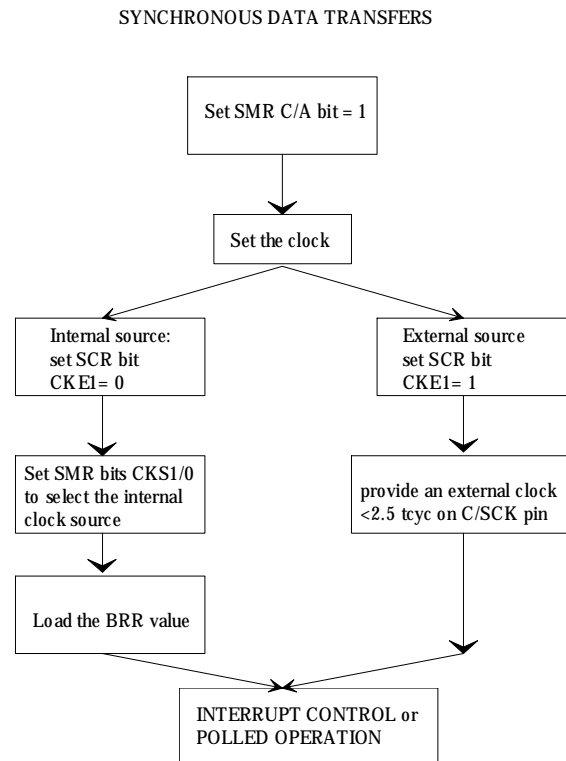 SYNCHRONOUS DATA TRANSFERS
Set SMR C/A bit = 1
Set the clock
Internal source:
set SCR bit
CKE1= 0
External source
set SCR bit
CKE1= 1
Set SMR bits CKS1/0
to select the internal
clock source
provide an external clock
<2.5 tcyc on C/SCK pin
Load the BRR value
INTERRUPT CONTROL or
POLLED OPERATION